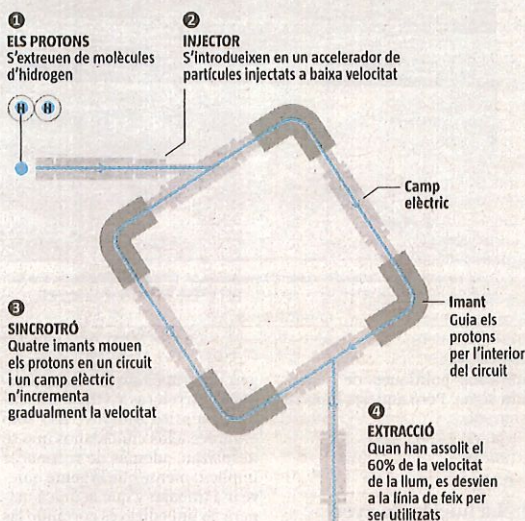 1
ELS PROTONS
S'extreuen de molècules
d'hidrogen
H H
2
INJECTOR
S'introdueixen en un accelerador de
partícules injectats a baixa velocitat
Camp
elèctric
Imant
Guia els
protons
per l'interior
del circuit
3
SINCROTRÓ
Quatre imants mouen
els protons en un circuit
i un camp elèctric
n'incrementa
gradualment la velocitat
4
EXTRACCIÓ
Quan han assolit el
60% de la velocitat
de la llum, es desvien
a la línia de feix per
ser utilitzats